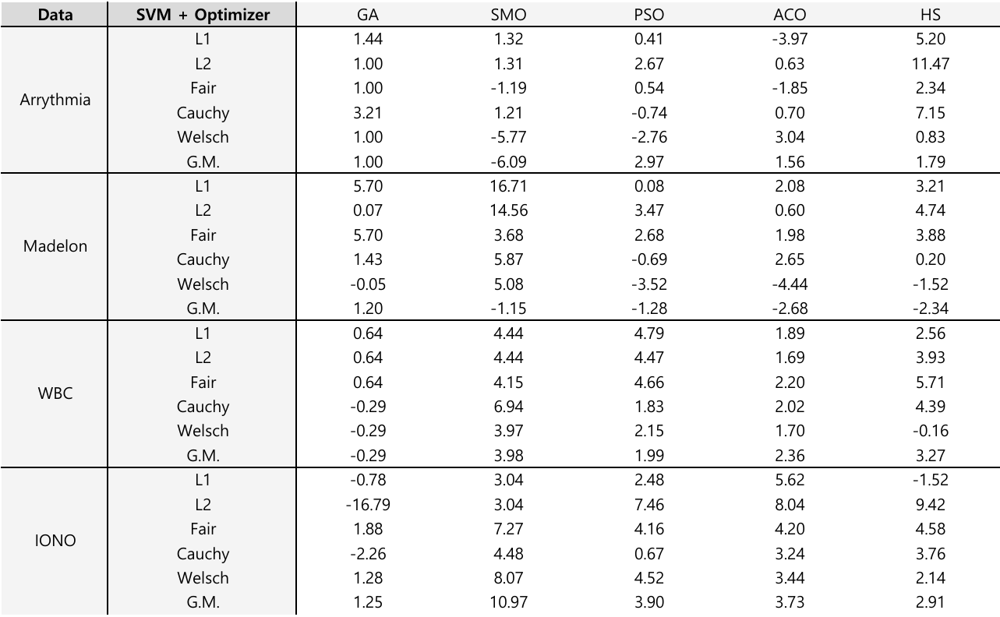 Data SVM + Optimizer GA SMO PSO ACO HS
L1 1.44 1.32 0.41 -3.97 5.20
L2 1.00 1.31 2.67 0.63 11.47
Fair 1.00 -1.19 0.54 -1.85 2.34
Arrythmia
Cauchy 3.21 1.21 -0.74 0.70 7.15
Welsch 1.00 -5.77 -2.76 3.04 0.83
G.M. 1.00 -6.09 2.97 1.56 1.79
L1 5.70 16.71 0.08 2.08 3.21
L2 0.07 14.56 3.47 0.60 4.74
Fair 5.70 3.68 2.68 1.98 3.88
Madelon
Cauchy 1.43 5.87 -0.69 2.65 0.20
Welsch -0.05 5.08 -3.52 -4.44 -1.52
G.M. 1.20 -1.15 -1.28 -2.68 -2.34
L1 0.64 4.44 4.79 1.89 2.56
L2 0.64 4.44 4.47 1.69 3.93
Fair 0.64 4.15 4.66 2.20 5.71
WBC
Cauchy -0.29 6.94 1.83 2.02 4.39
Welsch -0.29 3.97 2.15 1.70 -0.16
G.M. -0.29 3.98 1.99 2.36 3.27
L1 -0.78 3.04 2.48 5.62 -1.52
L2 -16.79 3.04 7.46 8.04 9.42
Fair 1.88 7.27 4.16 4.20 4.58
IONO
Cauchy -2.26 4.48 0.67 3.24 3.76
Welsch 1.28 8.07 4.52 3.44 2.14
G.M. 1.25 10.97 3.90 3.73 2.91